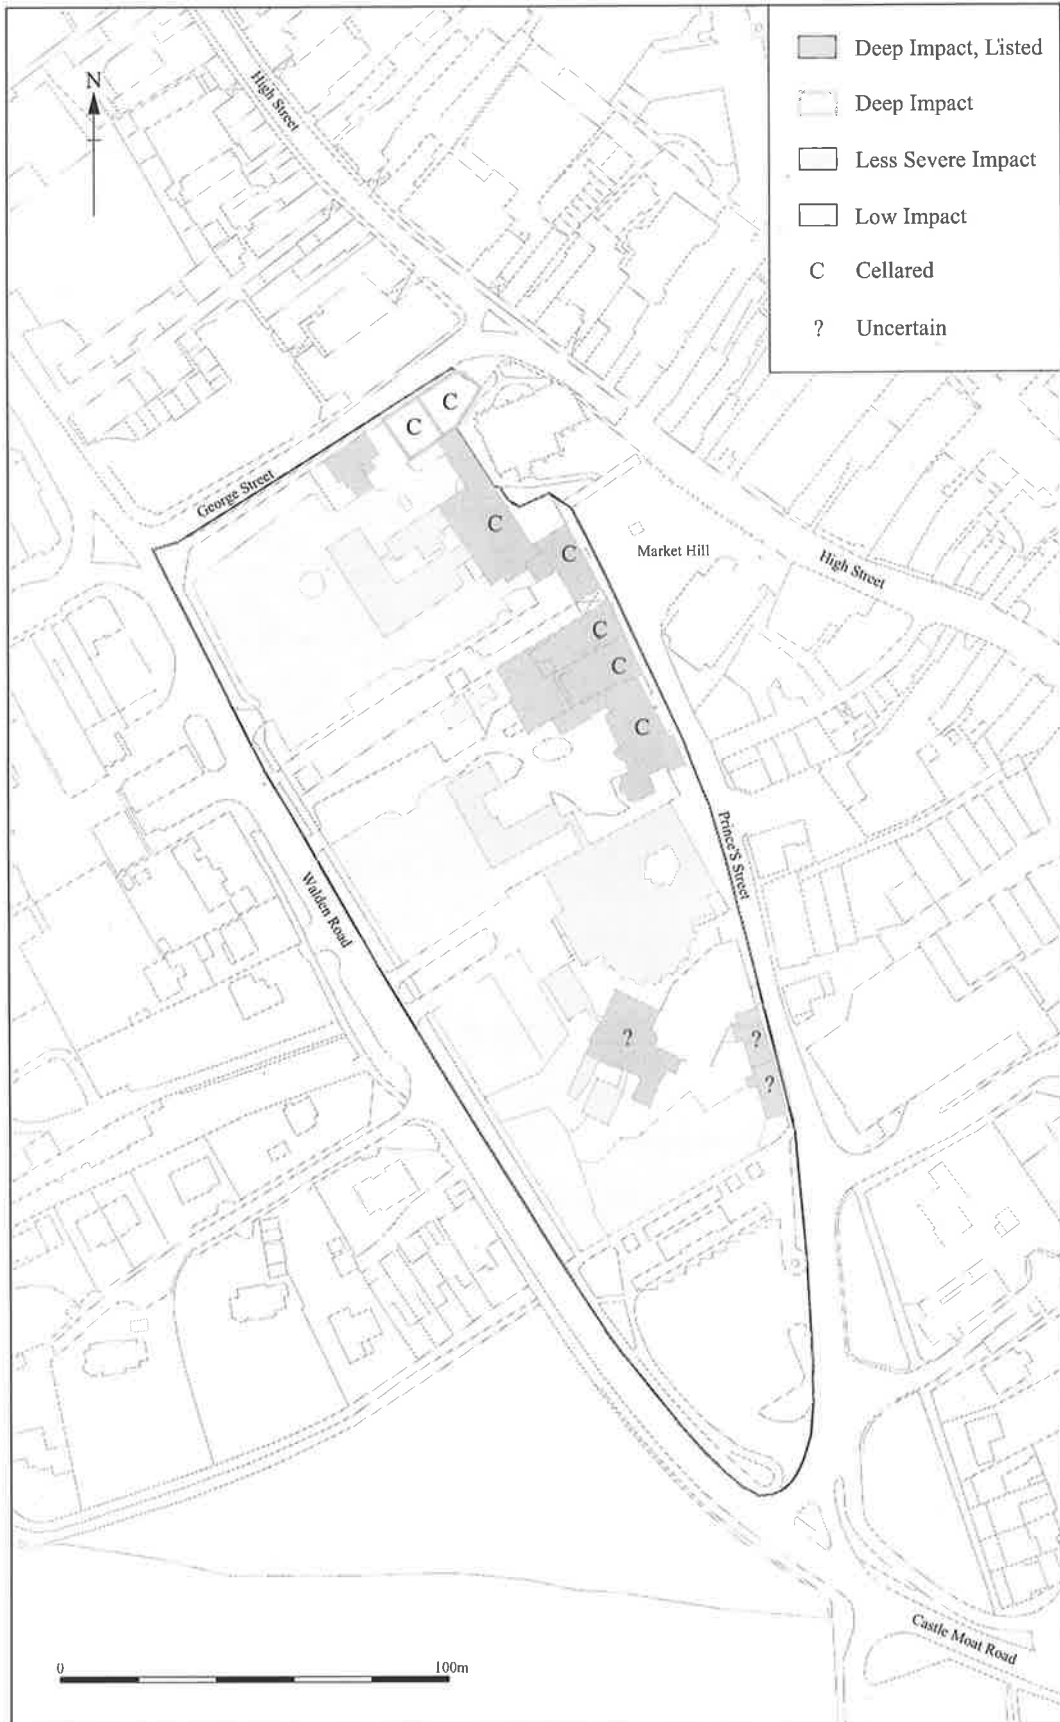 Deep Impact, Listed
Deep Impact
Less Severe Impact
Low Impact
C Cellared
? Uncertain
N
High Street
C
C
George Street
C
C
Market Hill
High Street
C
C
C
Prince'S Street
Walden Road
?
?
?
Castle Moat Road
0 100m